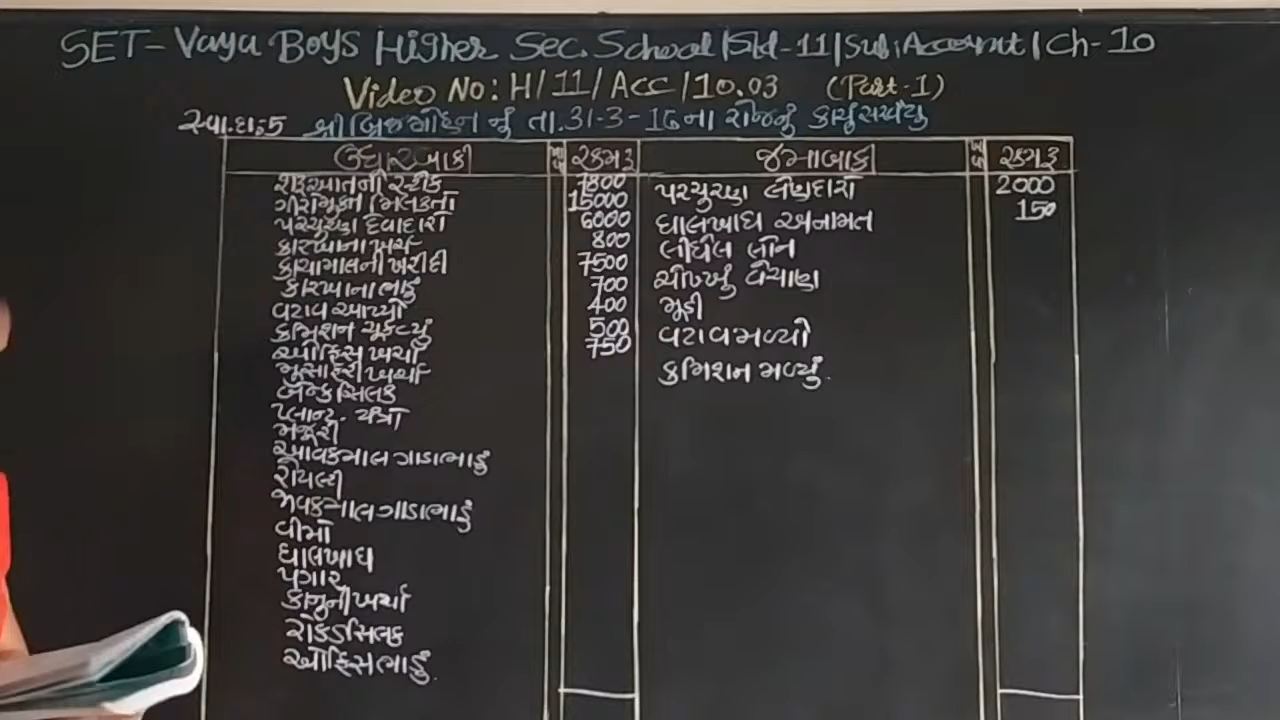 SET- Vaya Boys Higher Sec. School | Std-11 | Sub: Account | Ch-10
Video No: H/11/Acc/10.03 (Part-1)
સ્વા.દા:5 શ્રી બ્રિજમોહન નું તા.31-3-16 ના રોજનું કાચું સરવૈયું
ઉધારબાકી ખા પા રકમ રૂ જમાબાકી ખા પા રકમ રૂ
શરૂઆતની સ્ટોક 1800 પરચુરણ લેણદારો 2000
ગીરોમુક્ત મિલકતો 15000 ઘાલખાધ અનામત 150
પરચુરણ દેવાદારો 6000 લીધેલ લોન
કારખાના ખર્ચ 800 ચોખ્ખું વેચાણ
કાચામાલની ખરીદી 7500 મૂડી
કારખાના ભાડું 700 વટાવ મળ્યો
વટાવ આપ્યો 400 કમિશન મળ્યું.
કમિશન ચૂકવ્યું 500
ઓફિસ ખર્ચા 750
મુસાફરી ખર્ચા
બેન્ક સિલક
પ્લાન્ટ-યંત્રો
મજૂરી
આવકમાલ ગાડાભાડું
રોયલ્ટી
જાવકમાલ ગાડાભાડું
વીમો
ઘાલખાધ
પગાર
કાનુની ખર્ચા
રોકડ સિલક
ઓફિસ ભાડું.